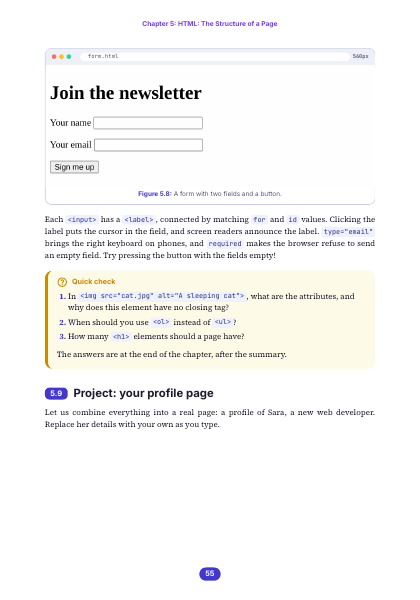 Chapter 5: HTML: The Structure of a Page
form.html
560px
Join the newsletter
Your name
Your email
Sign me up
Figure 5.8: A form with two fields and a button.
Each <input> has a <label>, connected by matching for and id values. Clicking the
label puts the cursor in the field, and screen readers announce the label. type="email"
brings the right keyboard on phones, and required makes the browser refuse to send
an empty field. Try pressing the button with the fields empty!
Quick check
1. In <img src="cat.jpg" alt="A sleeping cat">, what are the attributes, and
why does this element have no closing tag?
2. When should you use <ol> instead of <ul>?
3. How many <h1> elements should a page have?
The answers are at the end of the chapter, after the summary.
5.9 Project: your profile page
Let us combine everything into a real page: a profile of Sara, a new web developer.
Replace her details with your own as you type.
55